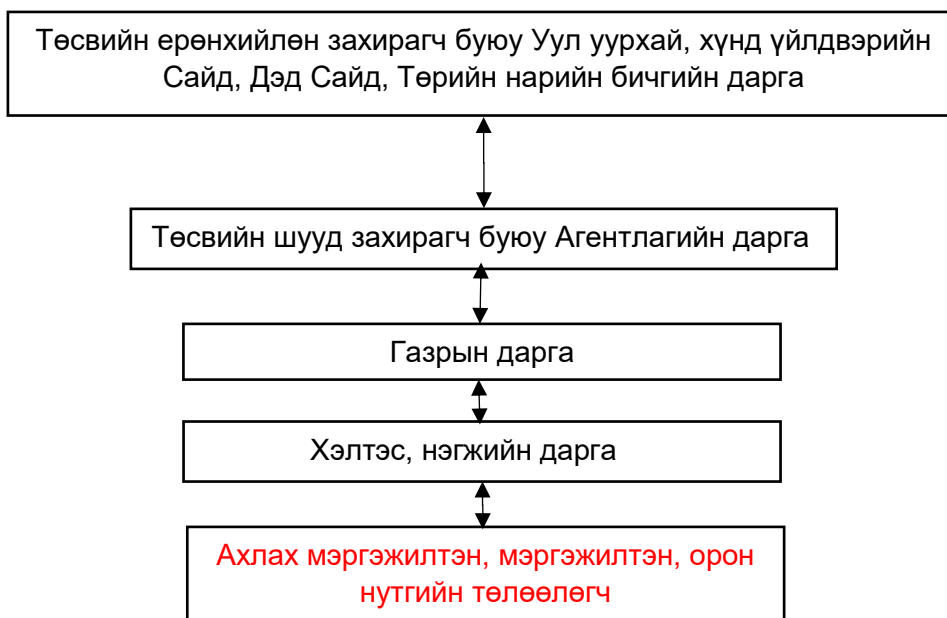 Төсвийн ерөнхийлөн захирагч буюу Уул уурхай, хүнд үйлдвэрийн
Сайд, Дэд Сайд, Төрийн нарийн бичгийн дарга
Төсвийн шууд захирагч буюу Агентлагийн дарга
Газрын дарга
Хэлтэс, нэгжийн дарга
Ахлах мэргэжилтэн, мэргэжилтэн, орон
нутгийн төлөөлөгч